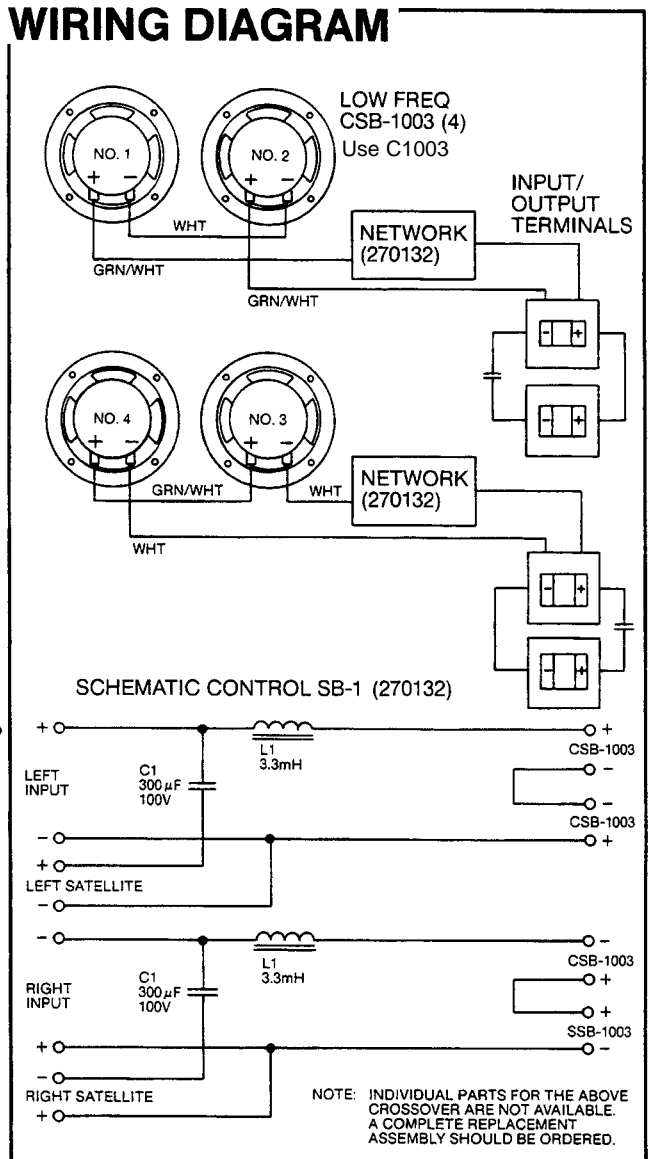 WIRING DIAGRAM
LOW FREQ
CSB-1003 (4)
Use C1003
NO. 1
+ −
NO. 2
+ −
INPUT/
OUTPUT
TERMINALS
WHT
NETWORK
(270132)
GRN/WHT
GRN/WHT
- +
- +
NO. 4
+ −
NO. 3
+ −
NETWORK
(270132)
GRN/WHT
WHT
WHT
- +
- +
SCHEMATIC CONTROL SB-1 (270132)
+
+
CSB-1003
L1
3.3mH
LEFT
INPUT
C1
300µF
100V
−
−
CSB-1003
−
+
+
LEFT SATELLITE
−
−
−
CSB-1003
L1
3.3mH
RIGHT
INPUT
C1
300µF
100V
+
+
SSB-1003
+
−
−
RIGHT SATELLITE
+
NOTE: INDIVIDUAL PARTS FOR THE ABOVE
CROSSOVER ARE NOT AVAILABLE.
A COMPLETE REPLACEMENT
ASSEMBLY SHOULD BE ORDERED.